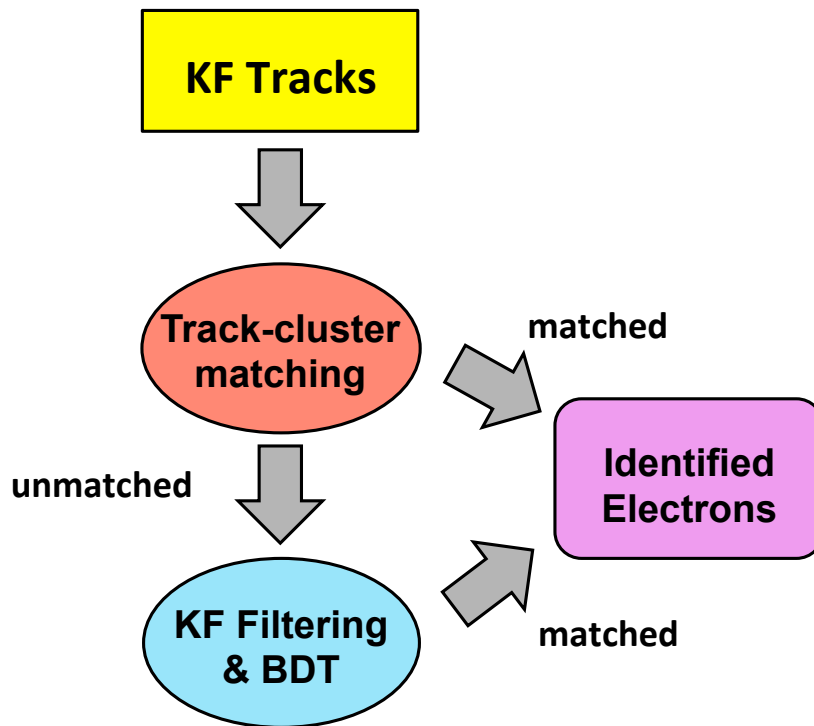 KF Tracks
Track-cluster
matching
matched
unmatched
Identified
Electrons
KF Filtering
& BDT
matched